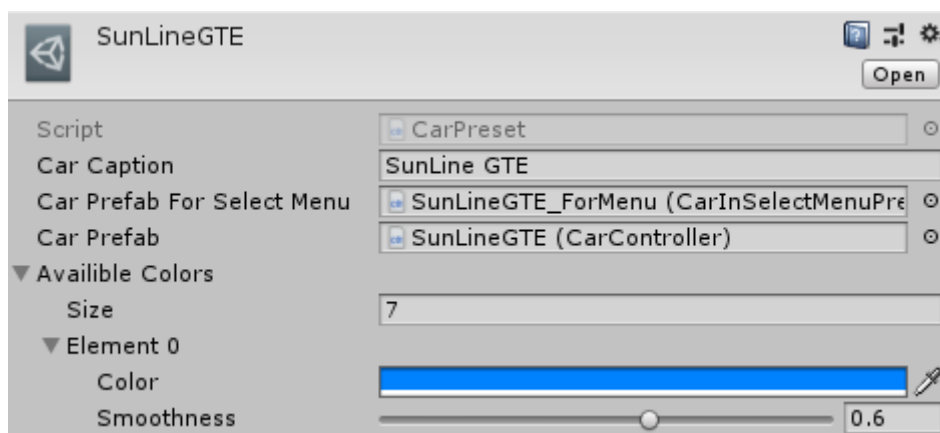 SunLineGTE
Open
Script CarPreset
Car Caption SunLine GTE
Car Prefab For Select Menu SunLineGTE_ForMenu (CarInSelectMenuPre
Car Prefab SunLineGTE (CarController)
Availible Colors
Size 7
Element 0
Color
Smoothness 0.6